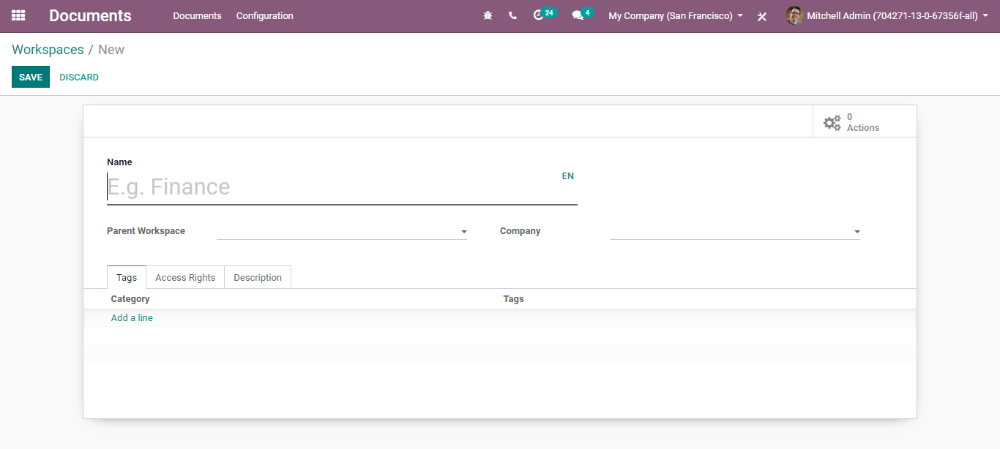 Documents Documents Configuration 24 4 My Company (San Francisco) Mitchell Admin (704271-13-0-67356f-all)
Workspaces / New
SAVE DISCARD
0
Actions
Name
E.g. Finance EN
Parent Workspace Company
Tags Access Rights Description
Category Tags
Add a line